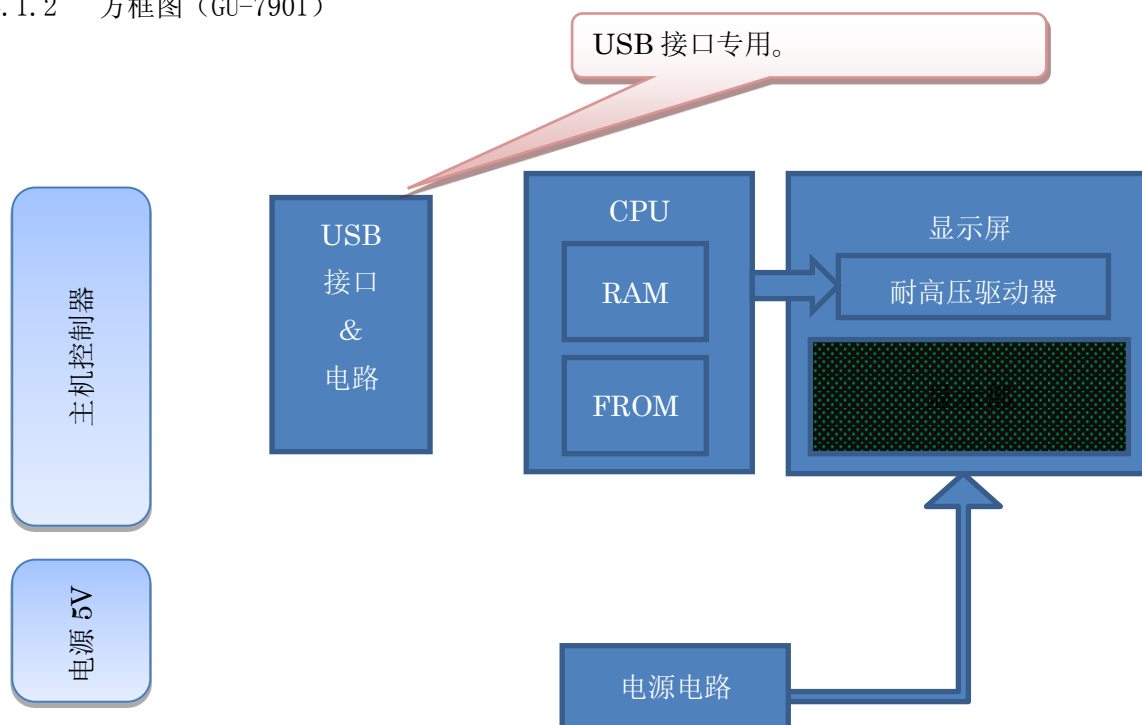 .1.2 方框图（GU-7901）
USB 接口专用。
主机控制器
USB
接口
&
电路
CPU
RAM
FROM
显示屏
耐高压驱动器
电源 5V
电源电路